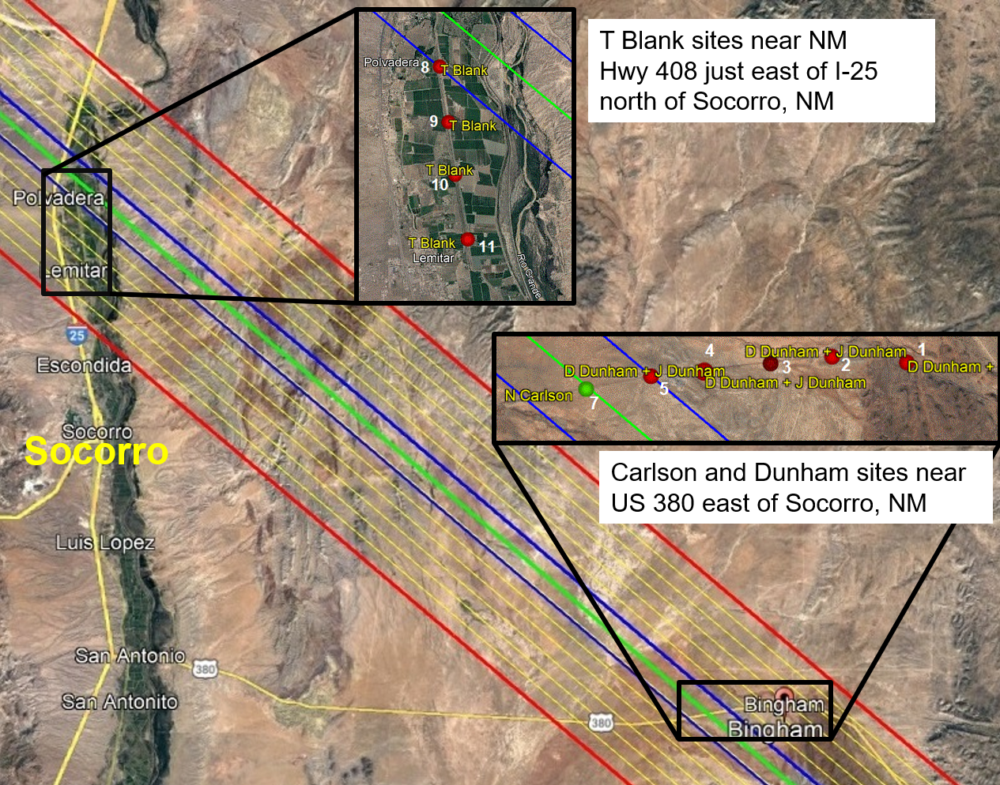 T Blank sites near NM
Hwy 408 just east of I-25
north of Socorro, NM
Polvadera
8
T Blank
9
T Blank
T Blank
10
T Blank
11
Lemitar
Rio Grande
Polvadera
Lemitar
25
Escondida
Socorro
Socorro
Luis Lopez
San Antonio
380
San Antonito
4
D Dunham + J Dunham
1
3
2
D Dunham +
D Dunham + J Dunham
D Dunham + J Dunham
5
N Carlson
7
Carlson and Dunham sites near
US 380 east of Socorro, NM
380
Bingham
Bingham